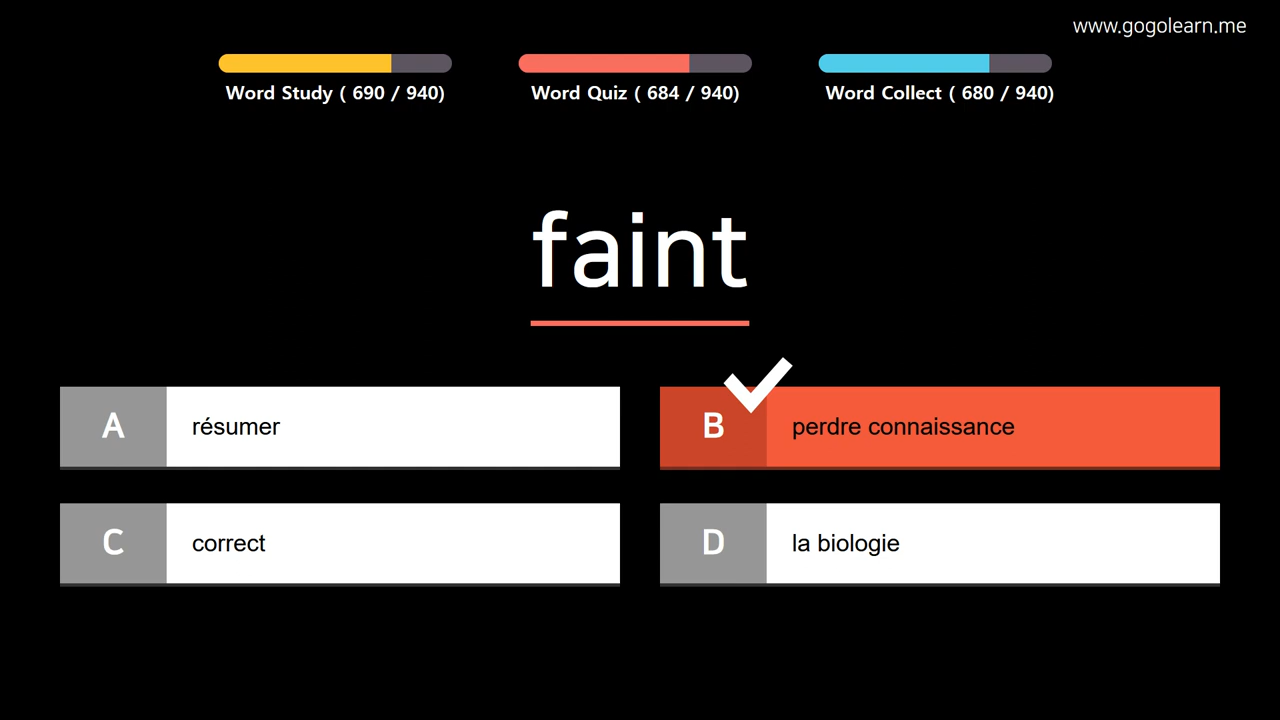 www.gogolearn.me
Word Study ( 690 / 940)
Word Quiz ( 684 / 940)
Word Collect ( 680 / 940)
faint
A
résumer
B
perdre connaissance
C
correct
D
la biologie